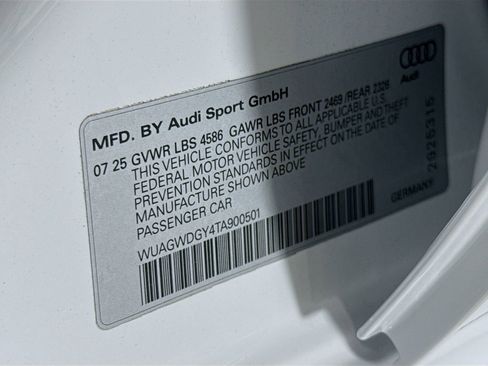 MFD. BY Audi Sport GmbH
07 25 GVWR LBS 4586 GAWR LBS FRONT 2469 /REAR 2326
THIS VEHICLE CONFORMS TO ALL APPLICABLE U.S.
FEDERAL MOTOR VEHICLE SAFETY, BUMPER AND THEFT
PREVENTION STANDARDS IN EFFECT ON THE DATE OF
MANUFACTURE SHOWN ABOVE
PASSENGER CAR
WUAGWDGY4TA900501
Audi
2926315
GERMANY